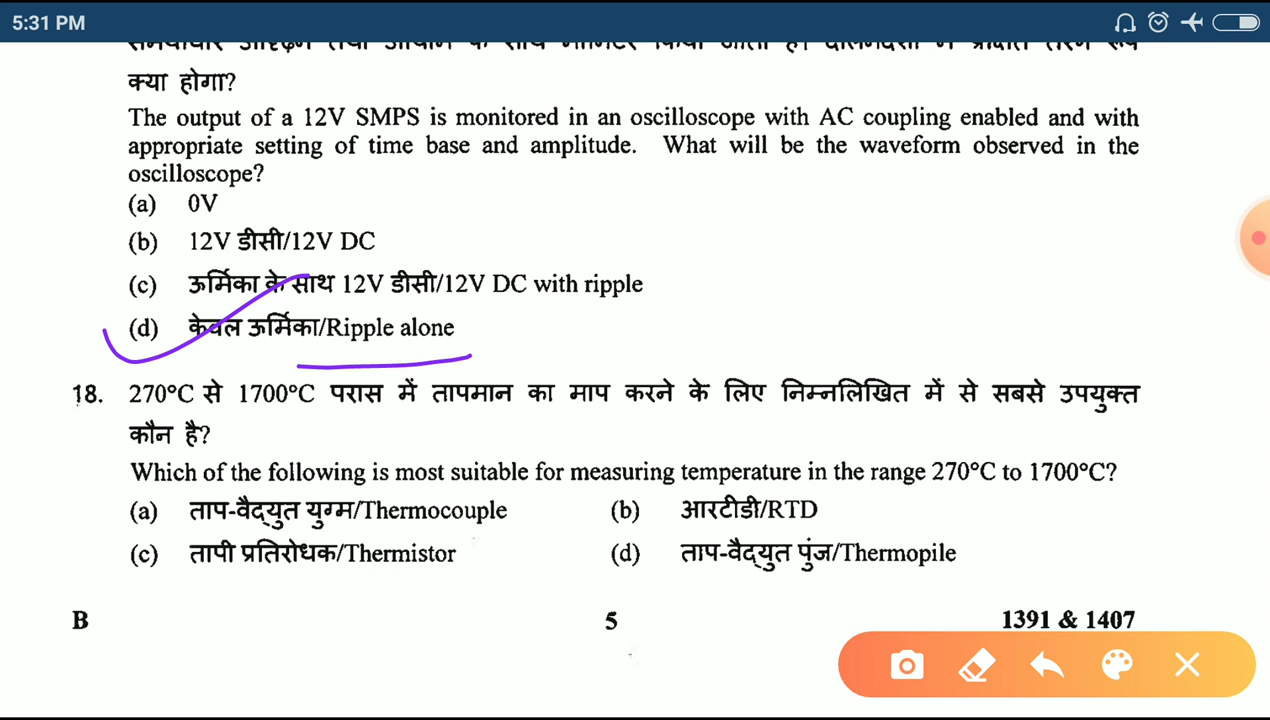 5:31 PM
क्या होगा?
The output of a 12V SMPS is monitored in an oscilloscope with AC coupling enabled and with
appropriate setting of time base and amplitude. What will be the waveform observed in the
oscilloscope?
(a) 0V
(b) 12V डीसी/12V DC
(c) ऊर्मिका के साथ 12V डीसी/12V DC with ripple
(d) केवल ऊर्मिका/Ripple alone
18. 270°C से 1700°C परास में तापमान का माप करने के लिए निम्नलिखित में से सबसे उपयुक्त
कौन है?
Which of the following is most suitable for measuring temperature in the range 270°C to 1700°C?
(a) ताप-वैद्युत युग्म/Thermocouple (b) आरटीडी/RTD
(c) तापी प्रतिरोधक/Thermistor (d) ताप-वैद्युत पुंज/Thermopile
B 5 1391 & 1407